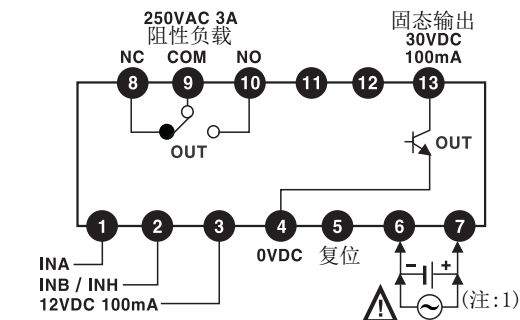 250VAC 3A
阻性负载
固态输出
30VDC
100mA
NC COM NO
8 9 10 11 12 13
OUT
OUT
1 2 3 4 5 6 7
0VDC 复位
INA
INB / INH
12VDC 100mA
- +
(注:1)